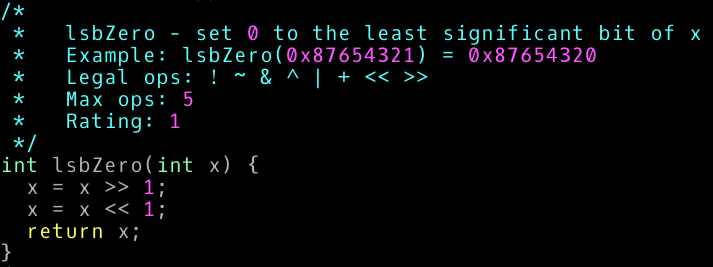 /*
 *   lsbZero - set 0 to the least significant bit of x
 *   Example: lsbZero(0x87654321) = 0x87654320
 *   Legal ops: ! ~ & ^ | + << >>
 *   Max ops: 5
 *   Rating: 1
 */
int lsbZero(int x) {
  x = x >> 1;
  x = x << 1;
  return x;
}